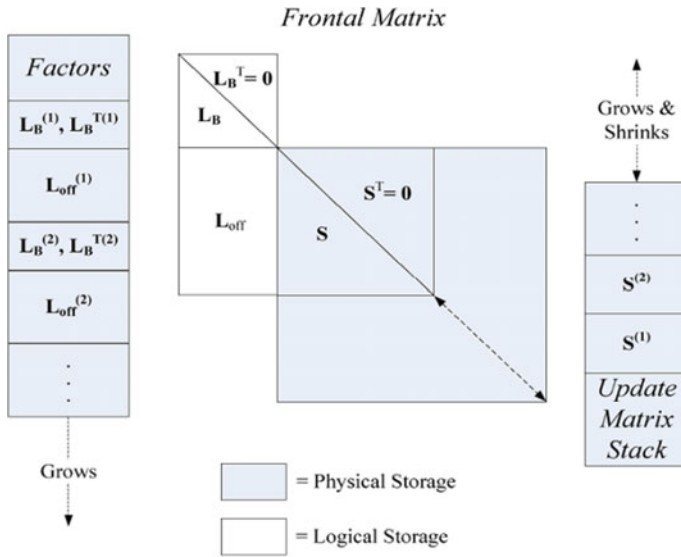 Frontal Matrix
Factors
L_B^(1), L_B^T(1)
L_off^(1)
L_B^(2), L_B^T(2)
L_off^(2)
.
.
.
Grows
L_B^T = 0
L_B
L_off
S^T = 0
S
Grows &
Shrinks
.
.
.
S^(2)
S^(1)
Update
Matrix
Stack
= Physical Storage
= Logical Storage